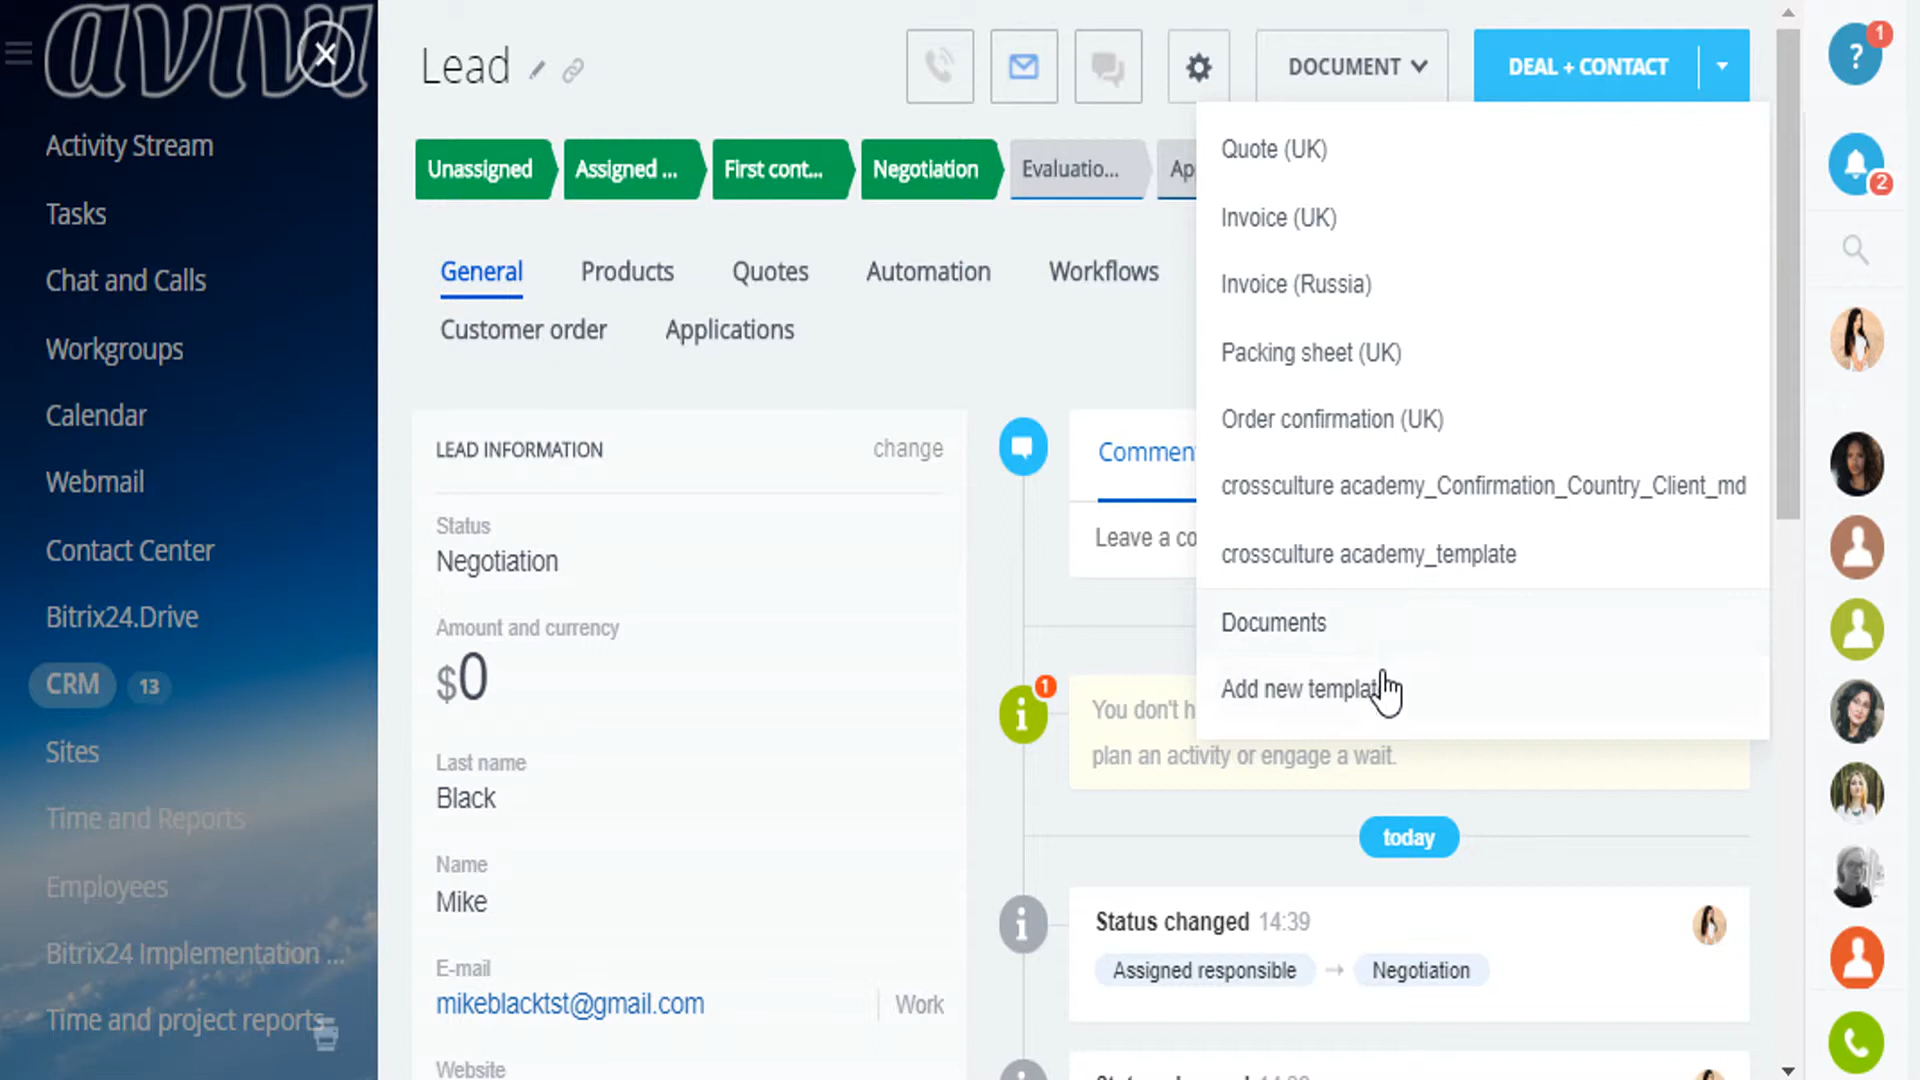 avivi
Activity Stream
Tasks
Chat and Calls
Workgroups
Calendar
Webmail
Contact Center
Bitrix24.Drive
CRM 13
Sites
Time and Reports
Employees
Bitrix24 Implementation ...
Time and project reports
Lead
DOCUMENT
DEAL + CONTACT
Unassigned
Assigned ...
First cont...
Negotiation
Evaluatio...
Ap
General
Products
Quotes
Automation
Workflows
Customer order
Applications
LEAD INFORMATION
change
Status
Negotiation
Amount and currency
$0
Last name
Black
Name
Mike
E-mail
mikeblacktst@gmail.com
Work
Website
Quote (UK)
Invoice (UK)
Invoice (Russia)
Packing sheet (UK)
Order confirmation (UK)
crossculture academy_Confirmation_Country_Client_md
crossculture academy_template
Documents
Add new templat
Commen
Leave a co
1
You don't h
plan an activity or engage a wait.
today
Status changed 14:39
Assigned responsible → Negotiation
?
1
2